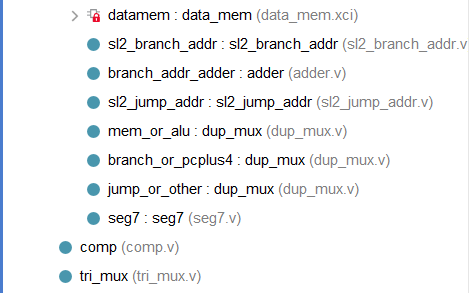 datamem : data_mem (data_mem.xci)
sl2_branch_addr : sl2_branch_addr (sl2_branch_addr.v
branch_addr_adder : adder (adder.v)
sl2_jump_addr : sl2_jump_addr (sl2_jump_addr.v)
mem_or_alu : dup_mux (dup_mux.v)
branch_or_pcplus4 : dup_mux (dup_mux.v)
jump_or_other : dup_mux (dup_mux.v)
seg7 : seg7 (seg7.v)
comp (comp.v)
tri_mux (tri_mux.v)